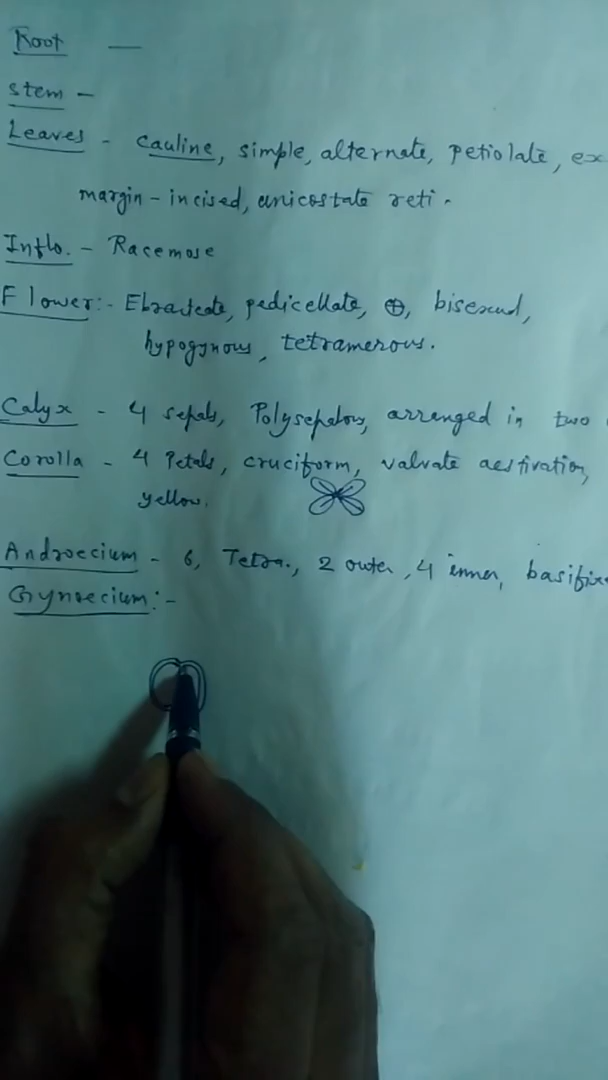 Root —
Stem -
Leaves - cauline, simple, alternate, petiolate, ex
margin - incised, unicostate reti.
Inflo. - Racemose
Flower:- Ebracteate, pedicellate, ⊕, bisexual,
hypogynous, tetramerous.
Calyx - 4 sepals, Polysepalous, arranged in two
Corolla - 4 Petals, cruciform, valvate aestivation,
yellow.
Androecium - 6, Tetra., 2 outer, 4 inner, basifix
Gynoecium:-